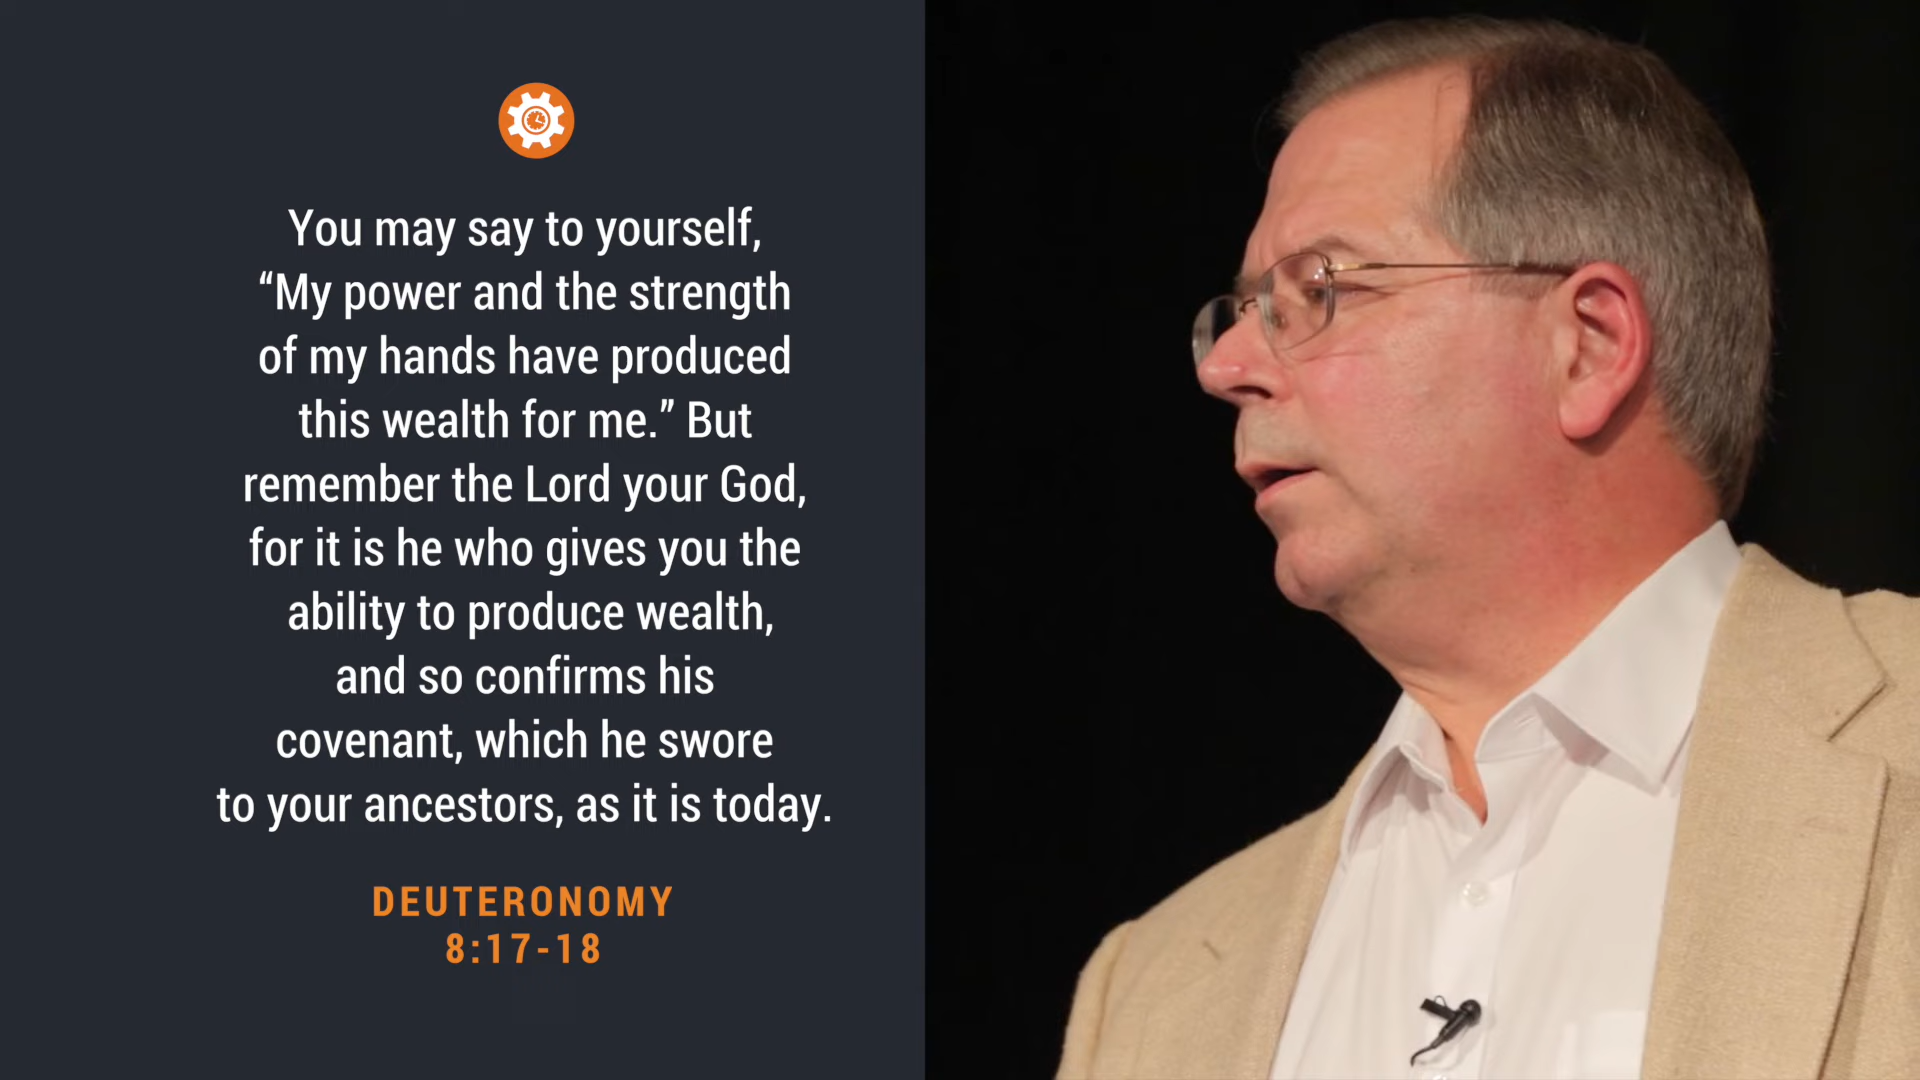 You may say to yourself,
“My power and the strength
of my hands have produced
this wealth for me.” But
remember the Lord your God,
for it is he who gives you the
ability to produce wealth,
and so confirms his
covenant, which he swore
to your ancestors, as it is today.
DEUTERONOMY
8:17-18